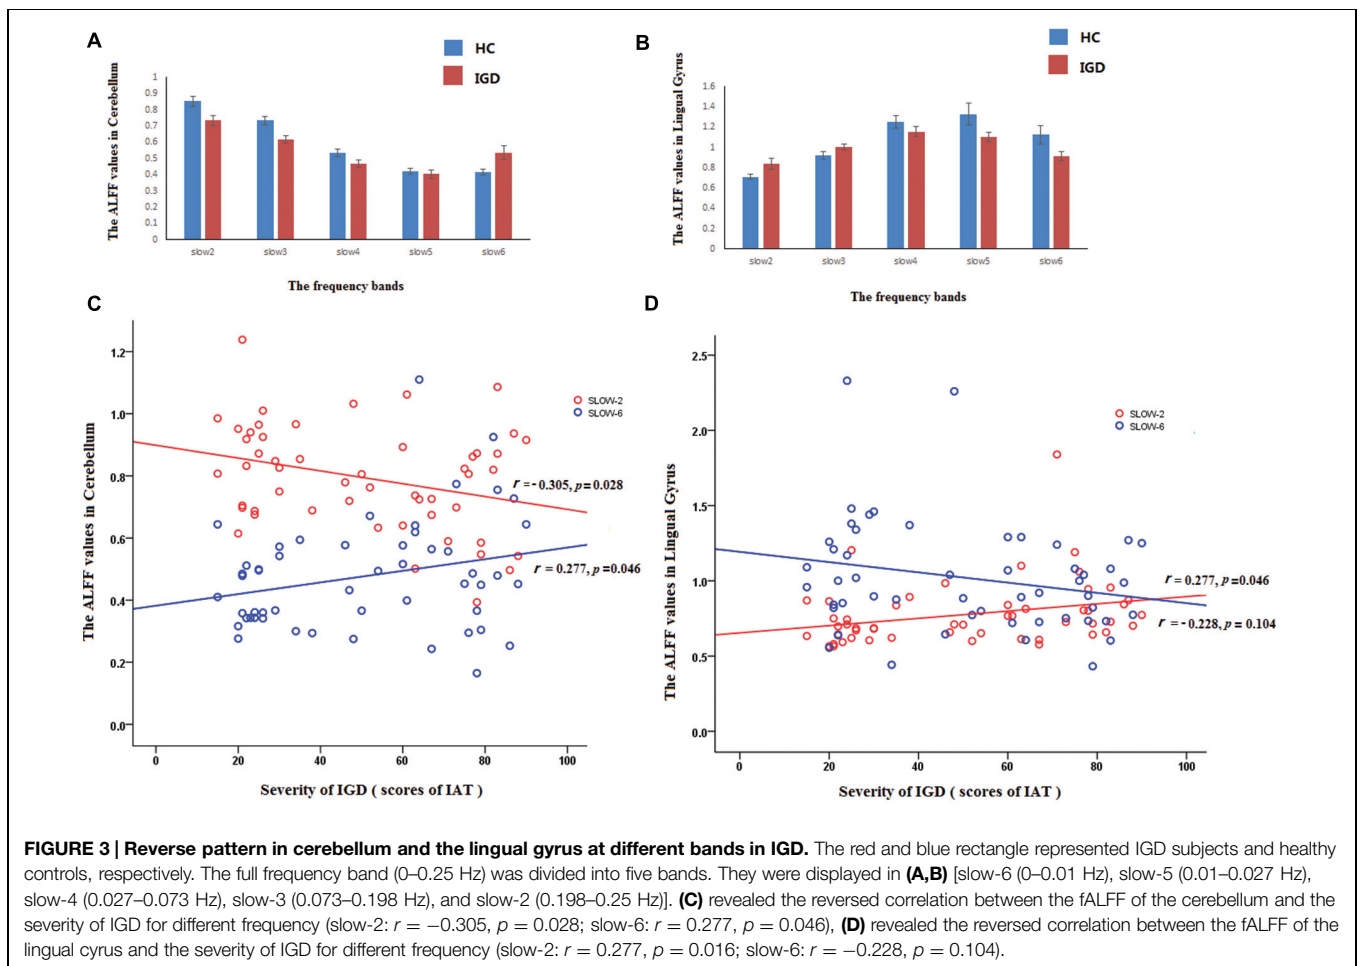 A
HC
IGD
The ALFF values in Cerebellum
1
0.9
0.8
0.7
0.6
0.5
0.4
0.3
0.2
0.1
0
slow2 slow3 slow4 slow5 slow6
The frequency bands
B
HC
IGD
The ALFF values in Lingual Gyrus
1.6
1.4
1.2
1
0.8
0.6
0.4
0.2
0
slow2 slow3 slow4 slow5 slow6
The frequency bands
C
The ALFF values in Cerebellum
1.2
1.0
0.8
0.6
0.4
0.2
0.0
SLOW-2
SLOW-6
r = - 0.305, p = 0.028
r = 0.277, p = 0.046
0 20 40 60 80 100
Severity of IGD ( scores of IAT )
D
The ALFF values in Lingual Gyrus
2.5
2.0
1.5
1.0
0.5
0.0
SLOW-2
SLOW-6
r = 0.277, p = 0.046
r = - 0.228, p = 0.104
0 20 40 60 80 100
Severity of IGD ( scores of IAT )
FIGURE 3 | Reverse pattern in cerebellum and the lingual gyrus at different bands in IGD. The red and blue rectangle represented IGD subjects and healthy
controls, respectively. The full frequency band (0–0.25 Hz) was divided into five bands. They were displayed in (A,B) [slow-6 (0–0.01 Hz), slow-5 (0.01–0.027 Hz),
slow-4 (0.027–0.073 Hz), slow-3 (0.073–0.198 Hz), and slow-2 (0.198–0.25 Hz)]. (C) revealed the reversed correlation between the fALFF of the cerebellum and the
severity of IGD for different frequency (slow-2: r = −0.305, p = 0.028; slow-6: r = 0.277, p = 0.046), (D) revealed the reversed correlation between the fALFF of the
lingual cyrus and the severity of IGD for different frequency (slow-2: r = 0.277, p = 0.016; slow-6: r = −0.228, p = 0.104).